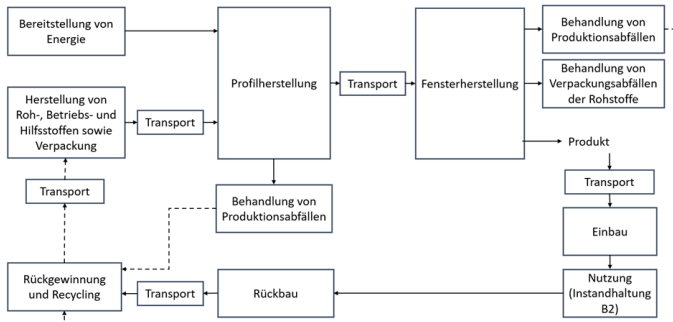 Bereitstellung von
Energie
Herstellung von
Roh-, Betriebs- und
Hilfsstoffen sowie
Verpackung
Transport
Profilherstellung
Transport
Fensterherstellung
Behandlung von
Produktionsabfällen
Behandlung von
Verpackungsabfällen
der Rohstoffe
Produkt
Transport
Einbau
Nutzung
(Instandhaltung
B2)
Behandlung von
Produktionsabfällen
Transport
Rückgewinnung
und Recycling
Transport
Rückbau